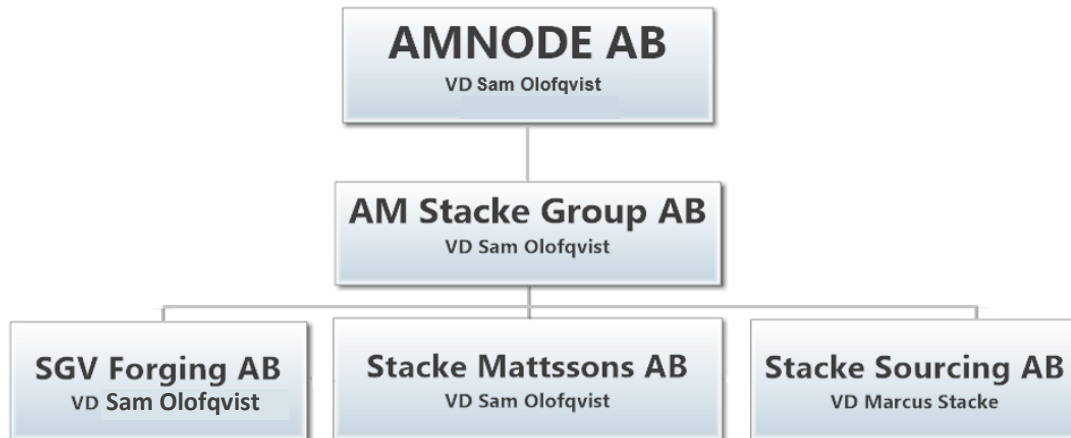 AMNODE AB
VD Sam Olofqvist
AM Stacke Group AB
VD Sam Olofqvist
SGV Forging AB
VD Sam Olofqvist
Stacke Mattssons AB
VD Sam Olofqvist
Stacke Sourcing AB
VD Marcus Stacke